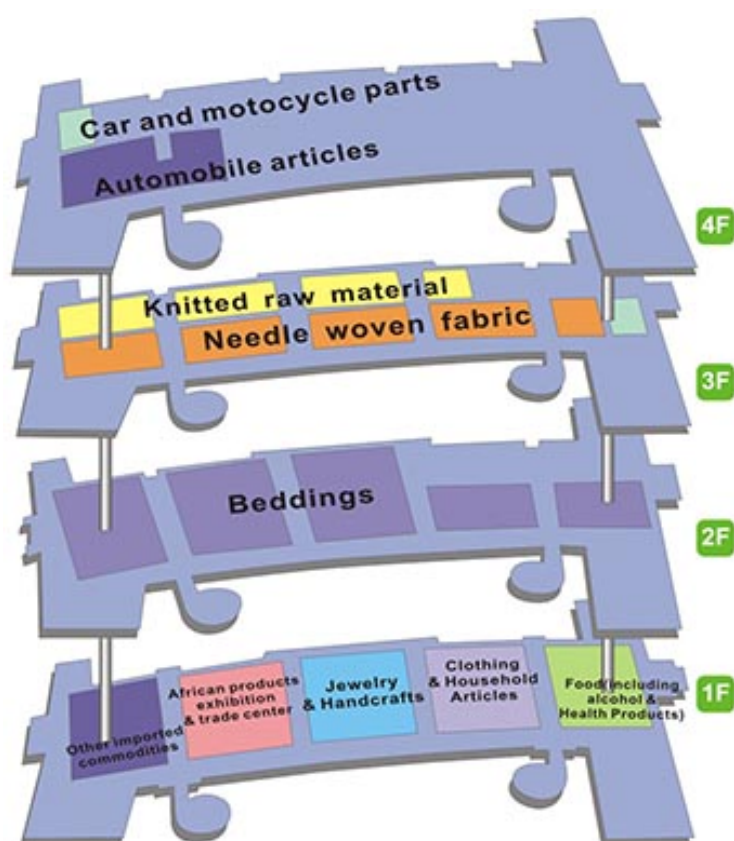 Car and motocycle parts
Automobile articles
4F
Knitted raw material
Needle woven fabric
3F
Beddings
2F
Other imported
commodities
African products
exhibition
& trade center
Jewelry
& Handcrafts
Clothing
& Household
Articles
Food(including
alcohol &
Health Products)
1F